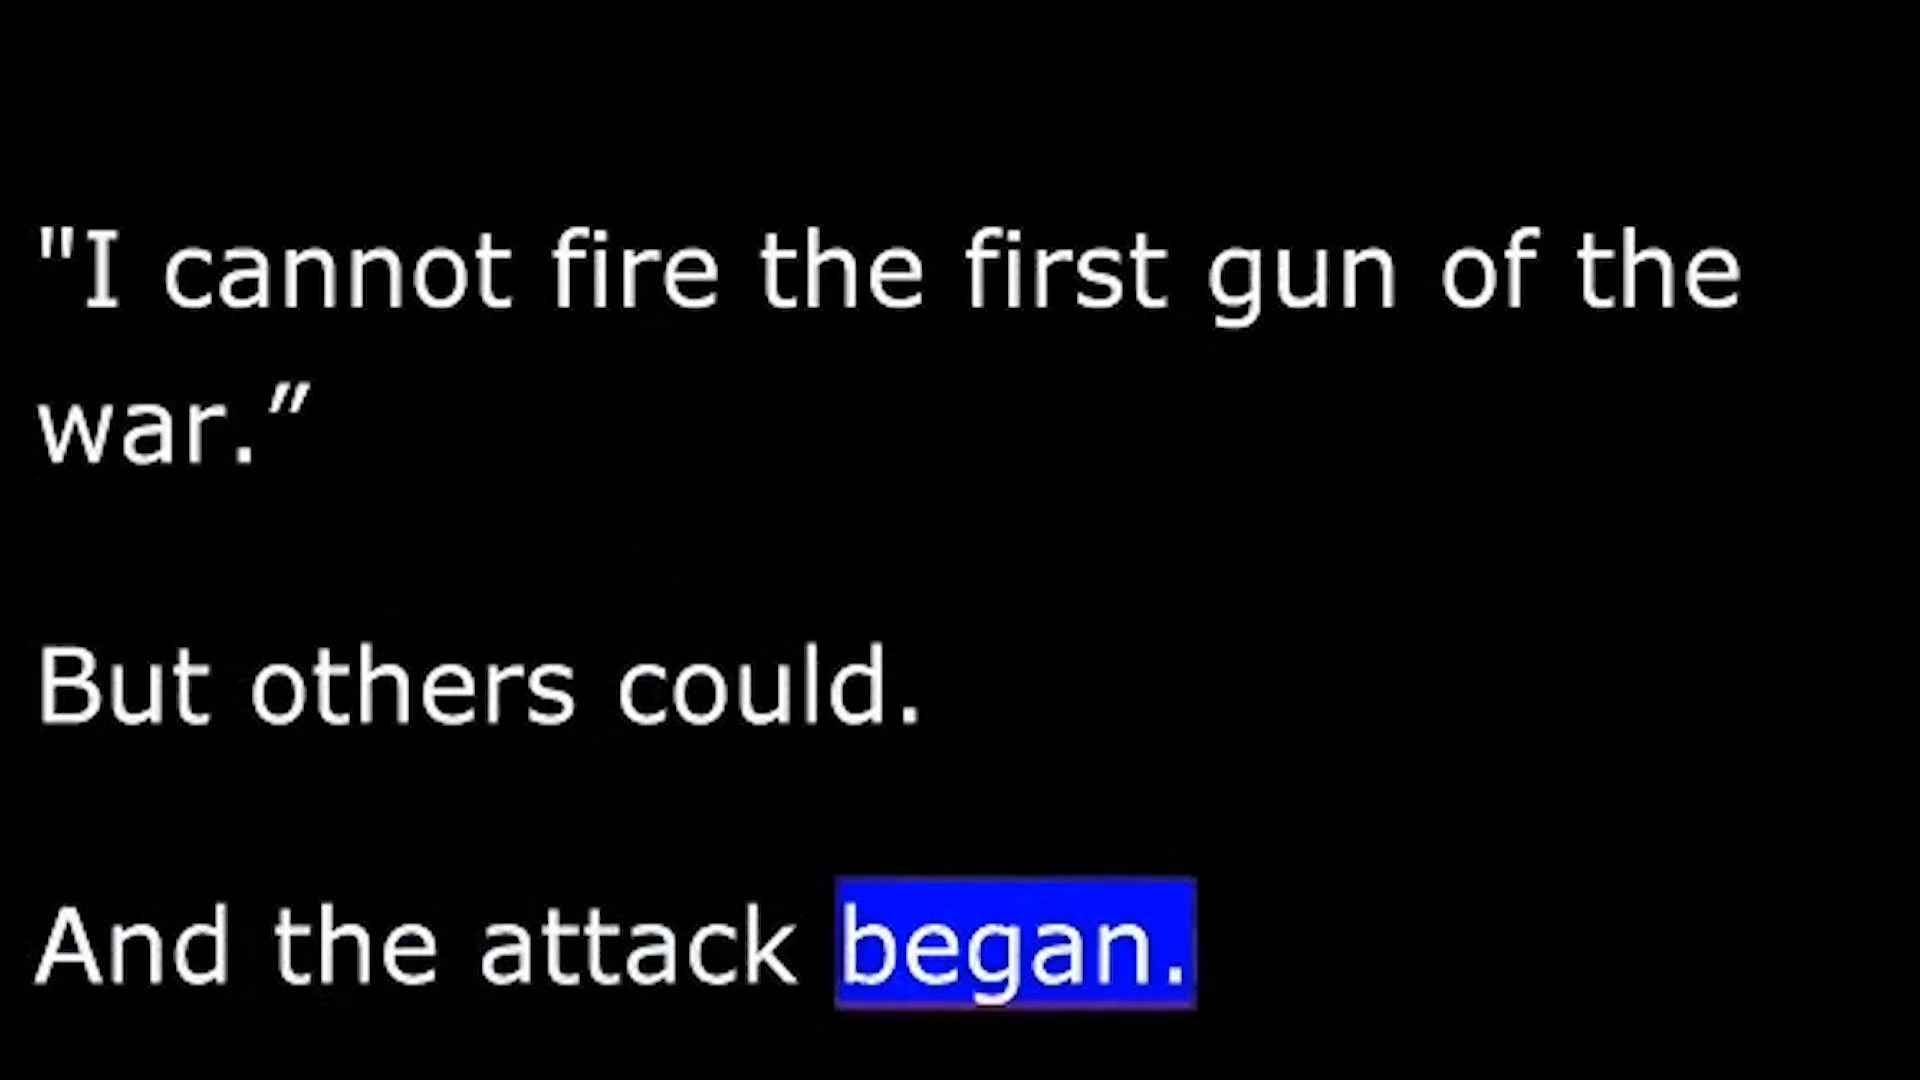 "I cannot fire the first gun of the
war.”
But others could.
And the attack began.